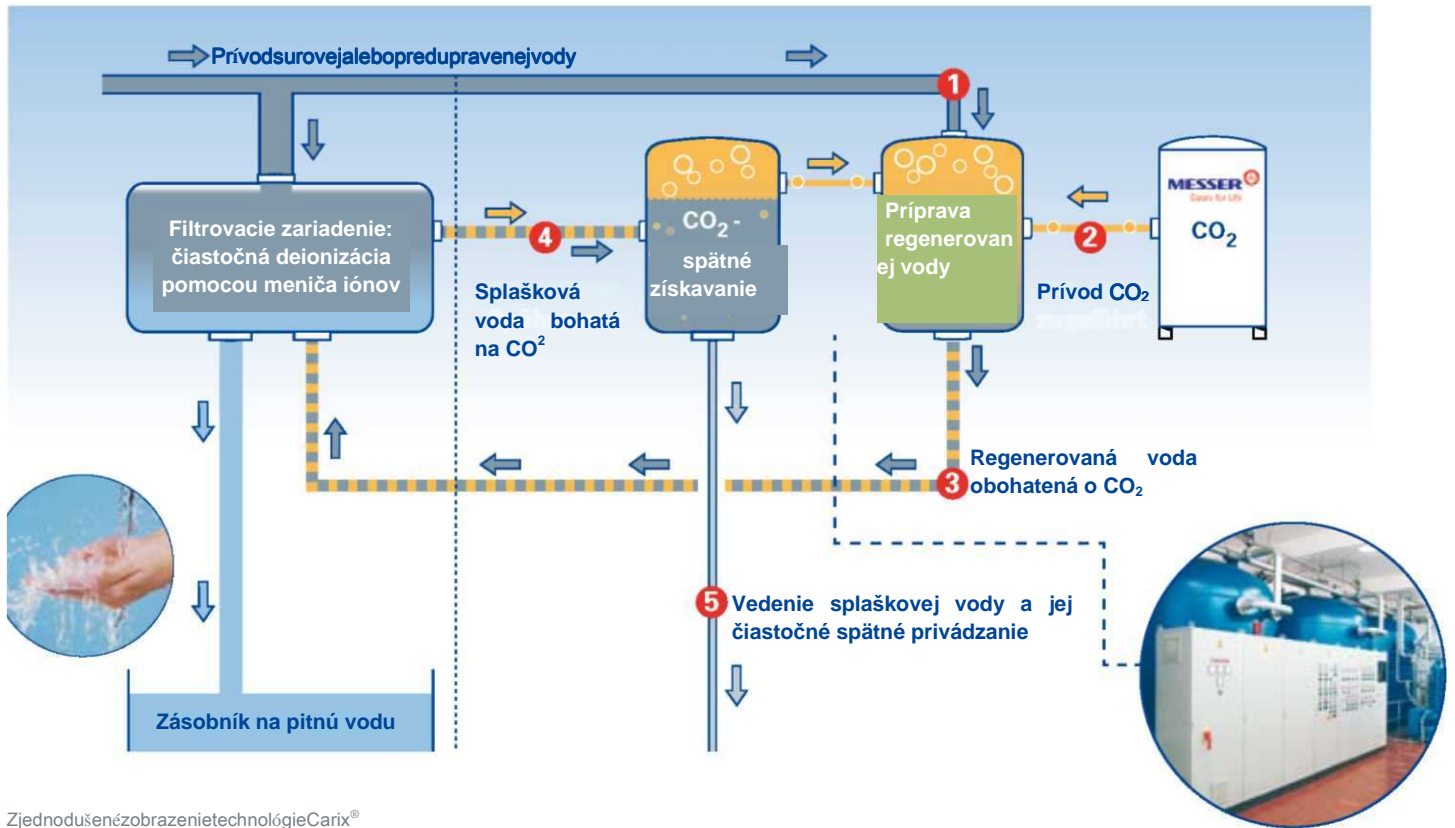 Prívodsurovejalebopredupravenejvody
1
Filtrovacie zariadenie:
čiastočná deionizácia
pomocou meniča iónov
4
Splašková
voda bohatá
na CO²
CO₂ -
spätné
získavanie
Príprava
regenerovan
ej vody
2
Prívod CO₂
MESSER
Gases for Life
CO₂
Regenerovaná voda
3 obohatená o CO₂
5 Vedenie splaškovej vody a jej
čiastočné spätné privádzanie
Zásobník na pitnú vodu
ZjednodušenézobrazenietechnológieCarix®